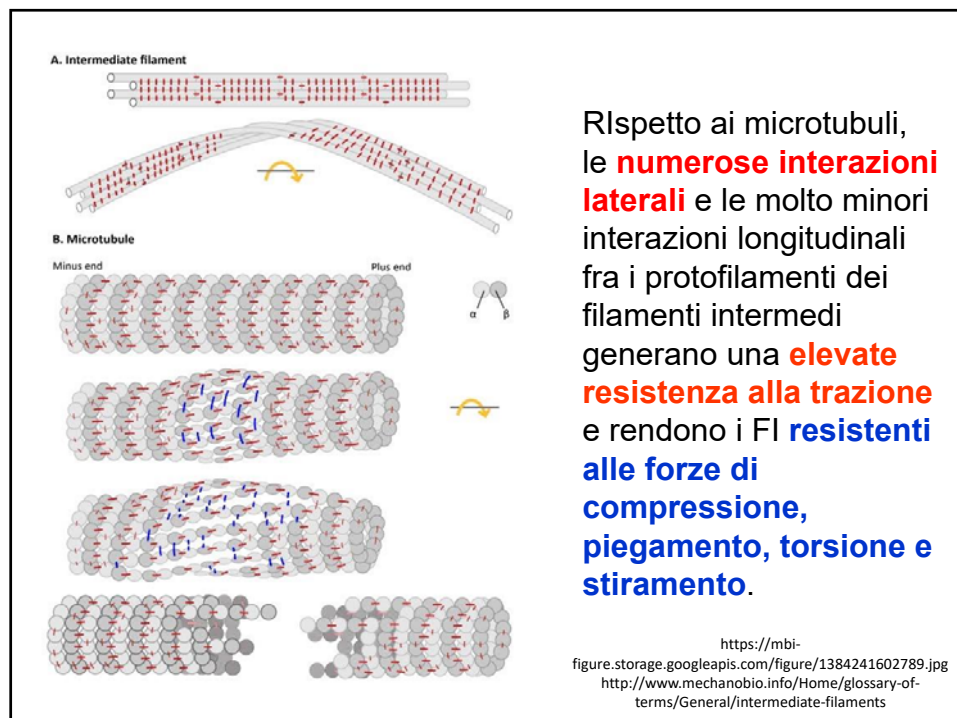 A. Intermediate filament
B. Microtubule
Minus end
Plus end
α
β
RIspetto ai microtubuli,
le numerose interazioni
laterali e le molto minori
interazioni longitudinali
fra i protofilamenti dei
filamenti intermedi
generano una elevate
resistenza alla trazione
e rendono i FI resistenti
alle forze di
compressione,
piegamento, torsione e
stiramento.
https://mbi-
figure.storage.googleapis.com/figure/1384241602789.jpg
http://www.mechanobio.info/Home/glossary-of-
terms/General/intermediate-filaments